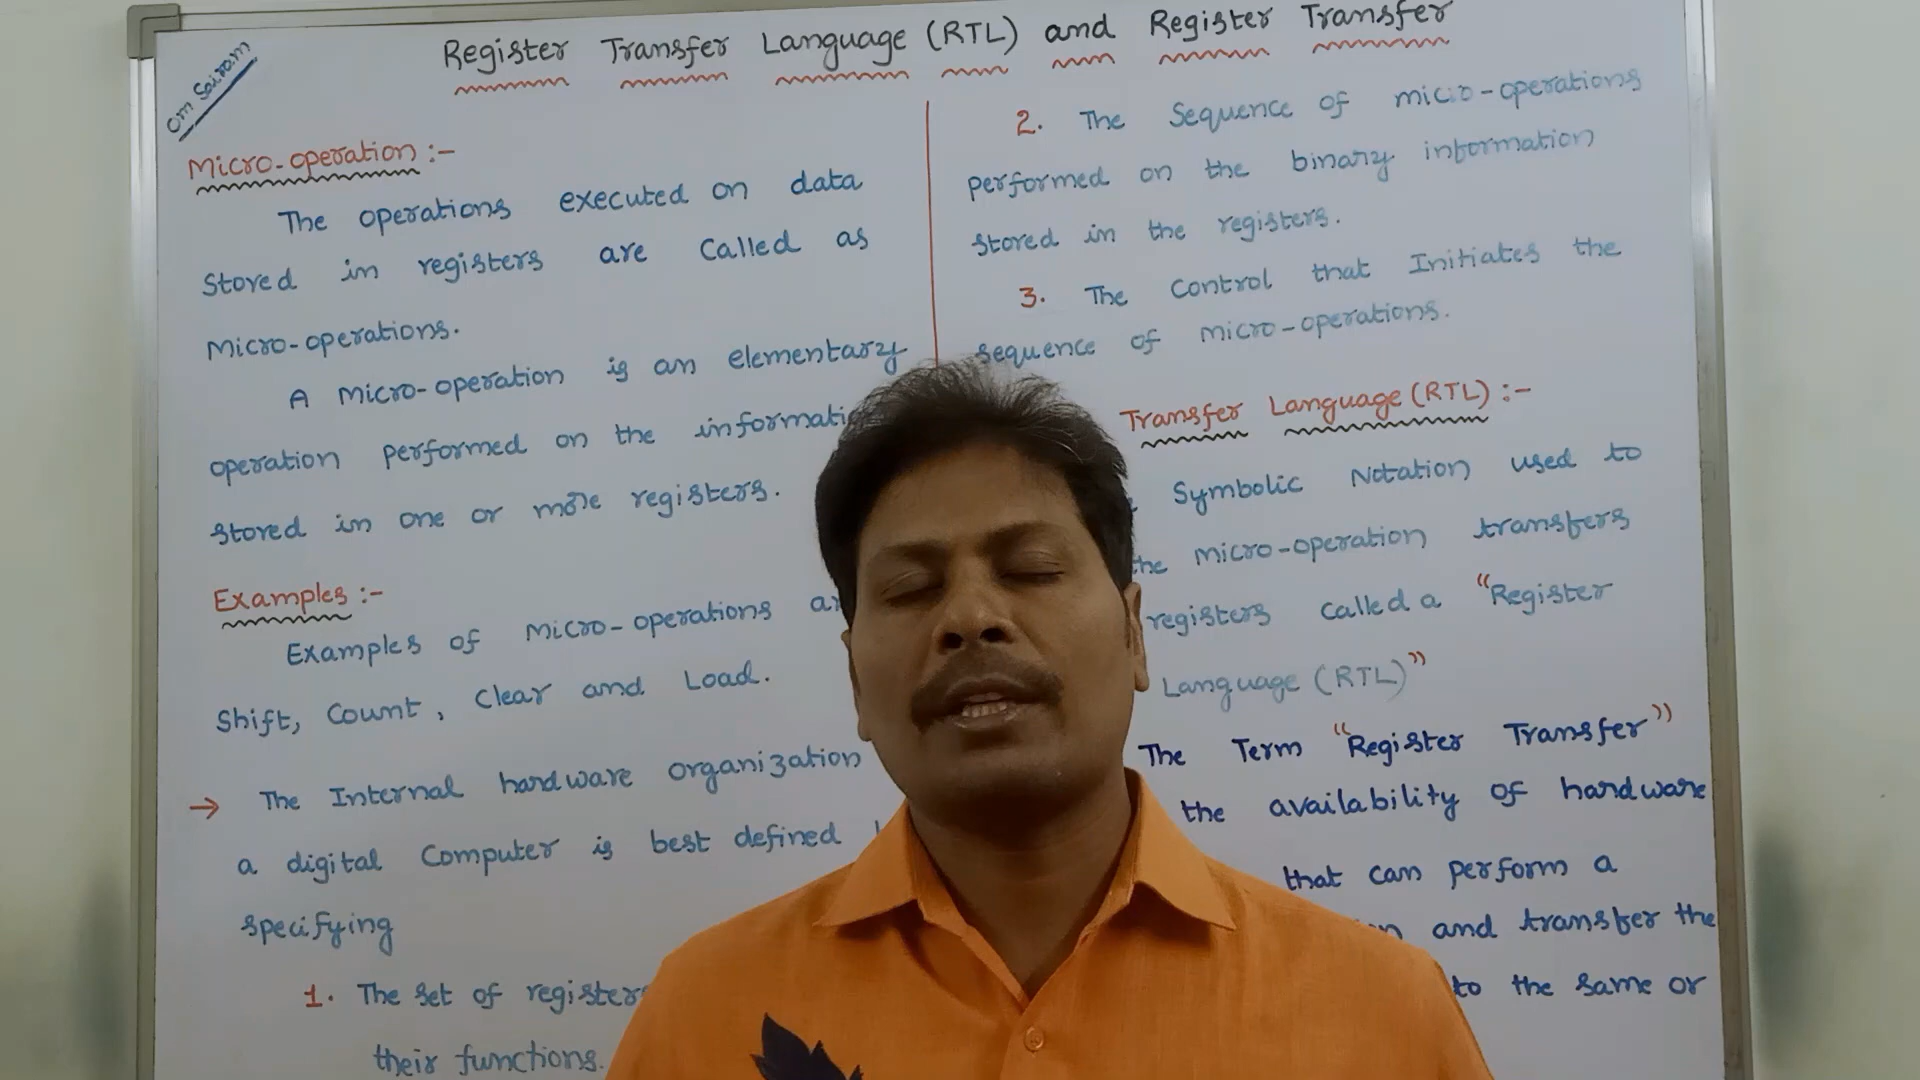 Register Transfer Language (RTL) and Register Transfer
Om Sairam
Micro-operation :-
The operations executed on data
stored in registers are called as
Micro-operations.
A Micro-operation is an elementary
operation performed on the
stored in one or more registers.
Examples :-
Examples of Micro-operations
Shift, Count, Clear and Load.
→ The Internal hardware organization
a digital Computer is best defined
specifying
1. The set of registers
their functions.
2. The Sequence of micro-operations
performed on the binary information
stored in the registers.
3. The Control that Initiates the
sequence of micro-operations.
Transfer Language (RTL) :-
Symbolic Notation used to
the micro-operation transfers
registers called a "Register
Language (RTL)"
The Term "Register Transfer"
the availability of hardware
that can perform a
and transfer the
to the same or